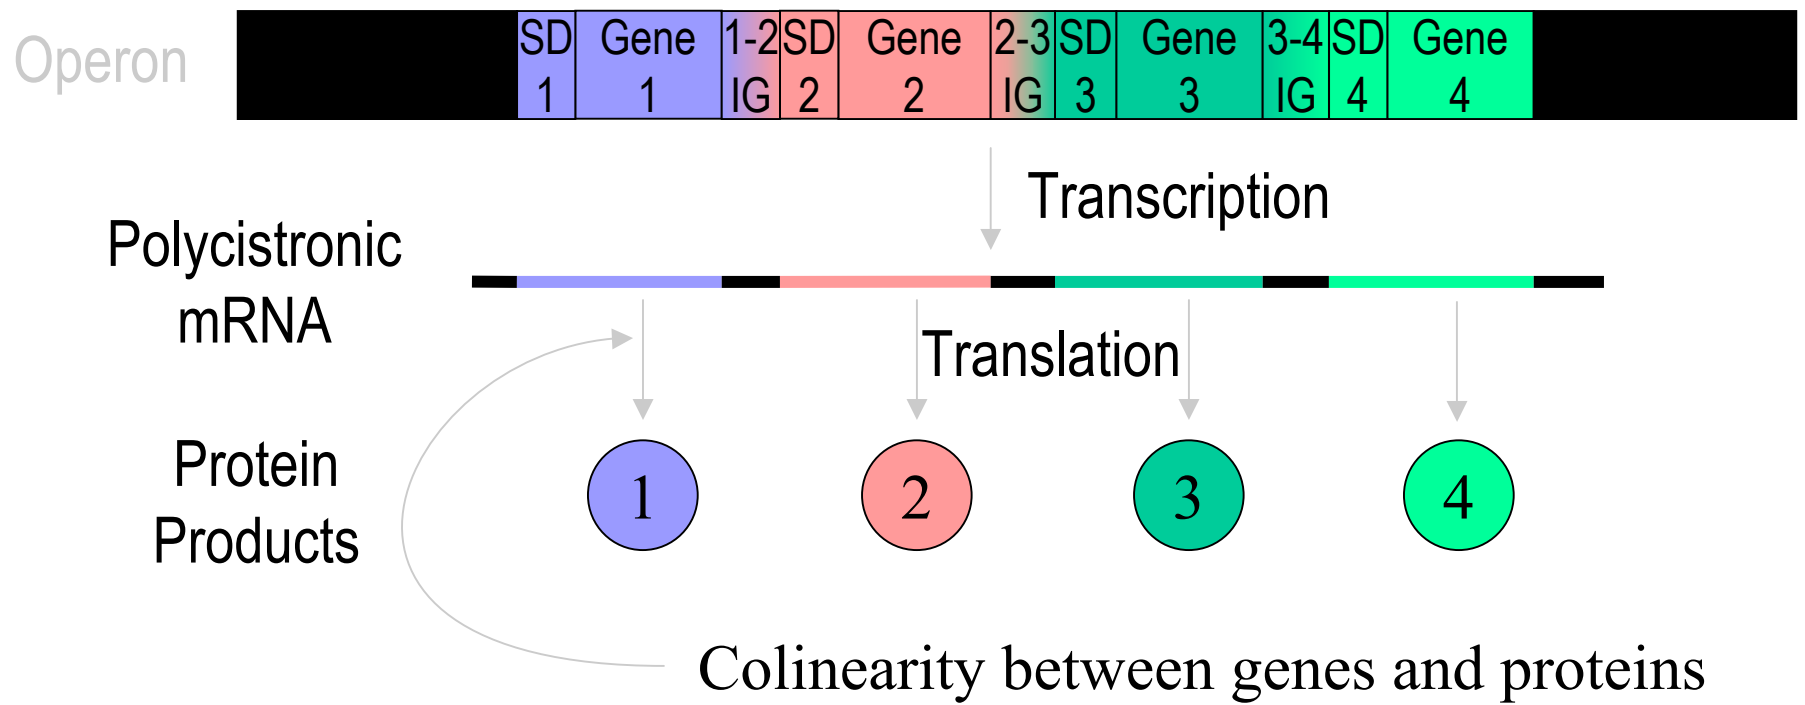 Operon
SD Gene 1-2 SD Gene 2-3 SD Gene 3-4 SD Gene
1 1 IG 2 2 IG 3 3 IG 4 4
Transcription
Polycistronic
mRNA
Translation
Protein
Products
1 2 3 4
Colinearity between genes and proteins